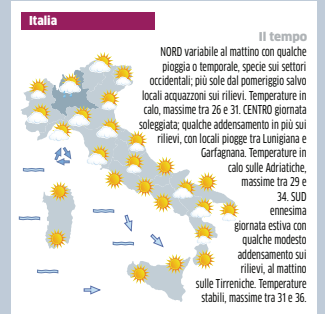 Italia
Il tempo
NORD variabile al mattino con qualche
pioggia o temporale, specie sui settori
occidentali; più sole dal pomeriggio salvo
locali acquazzoni sui rilievi. Temperature in
calo, massime tra 26 e 31. CENTRO giornata
soleggiata; qualche addensamento in più sui
rilievi, con locali piogge tra Lunigiana e
Garfagnana. Temperature in
calo sulle Adriatiche,
massime tra 29 e
34. SUD
ennesima
giornata estiva con
qualche modesto
addensamento sui
rilievi, al mattino
sulle Tirreniche. Temperature
stabili, massime tra 31 e 36.